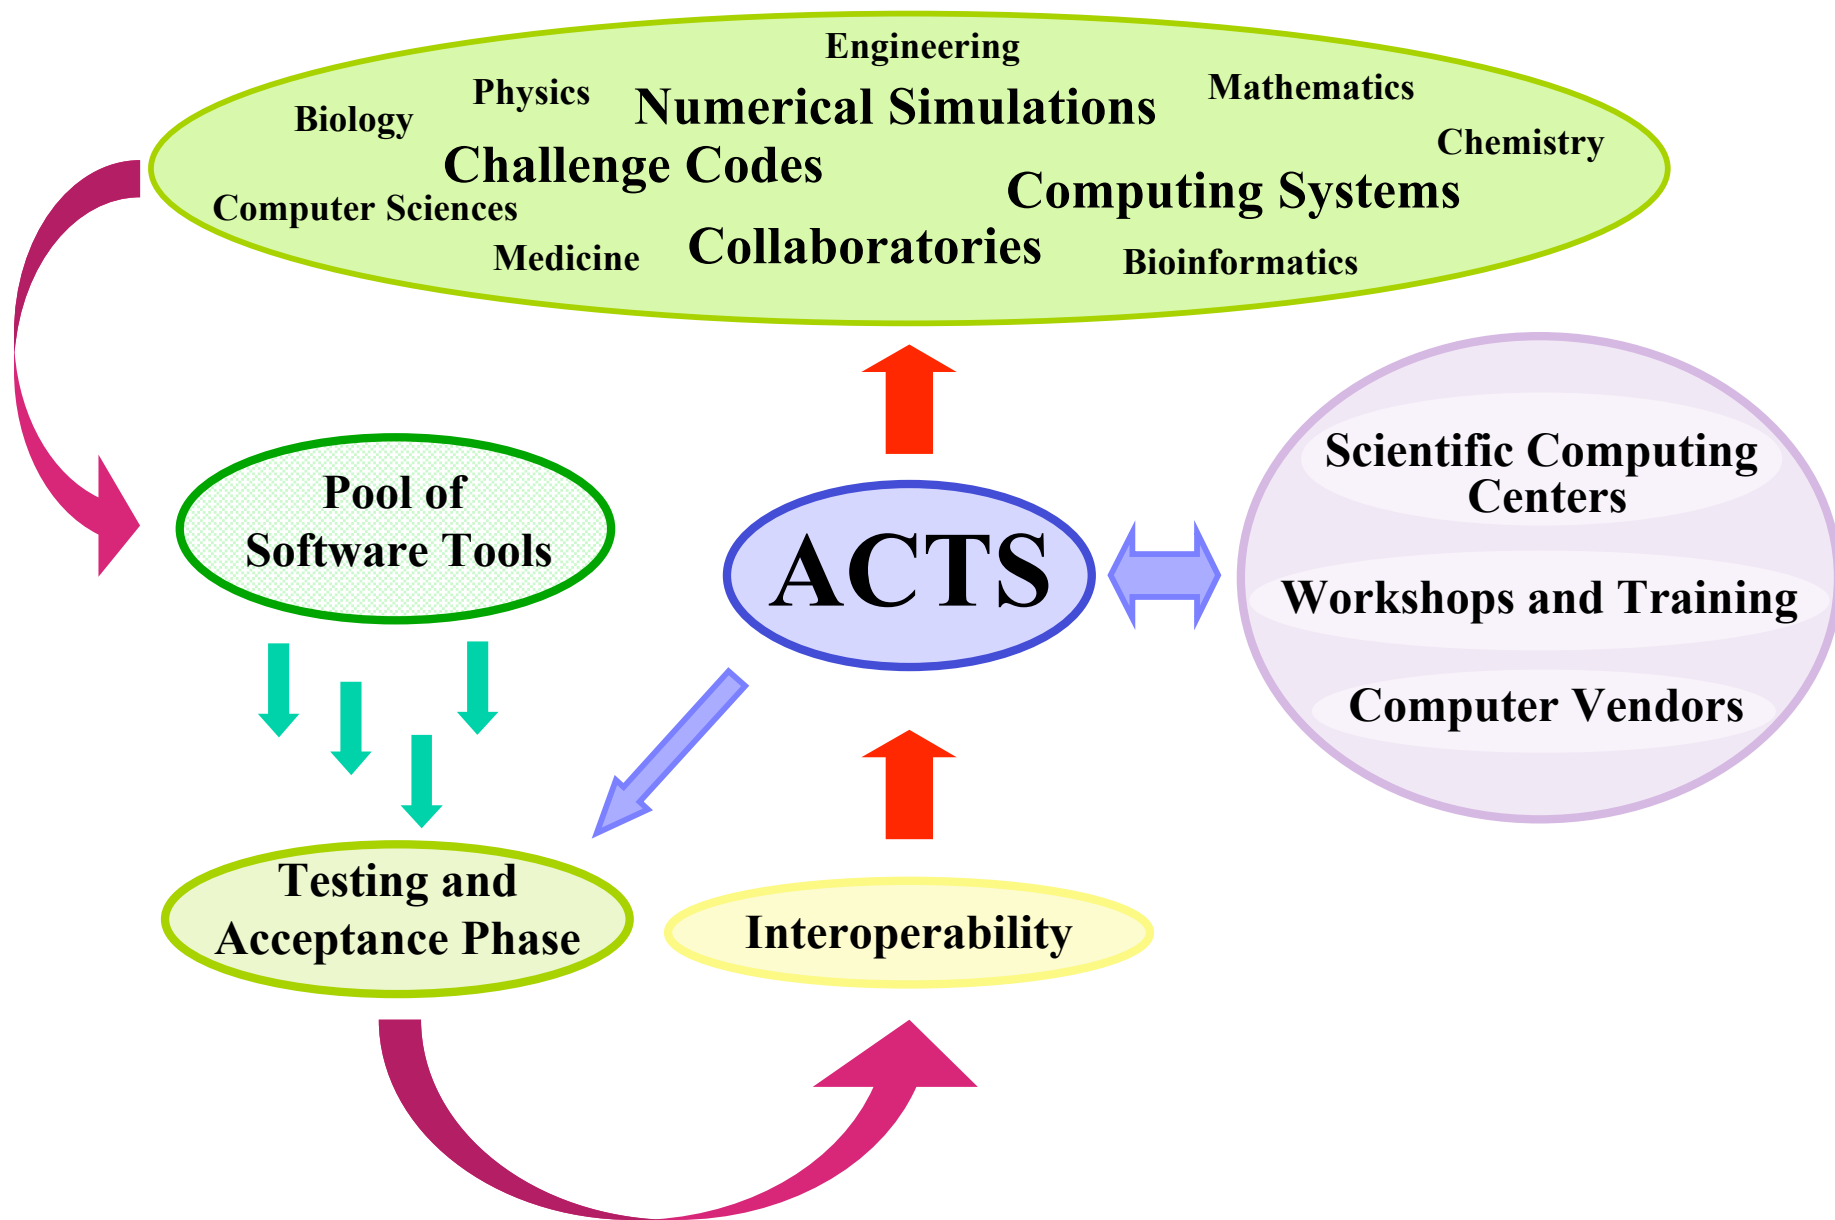 Engineering
Physics
Mathematics
Biology
Numerical Simulations
Chemistry
Challenge Codes
Computing Systems
Computer Sciences
Medicine
Collaboratories
Bioinformatics
Pool of
Software Tools
ACTS
Scientific Computing
Centers
Workshops and Training
Computer Vendors
Testing and
Acceptance Phase
Interoperability